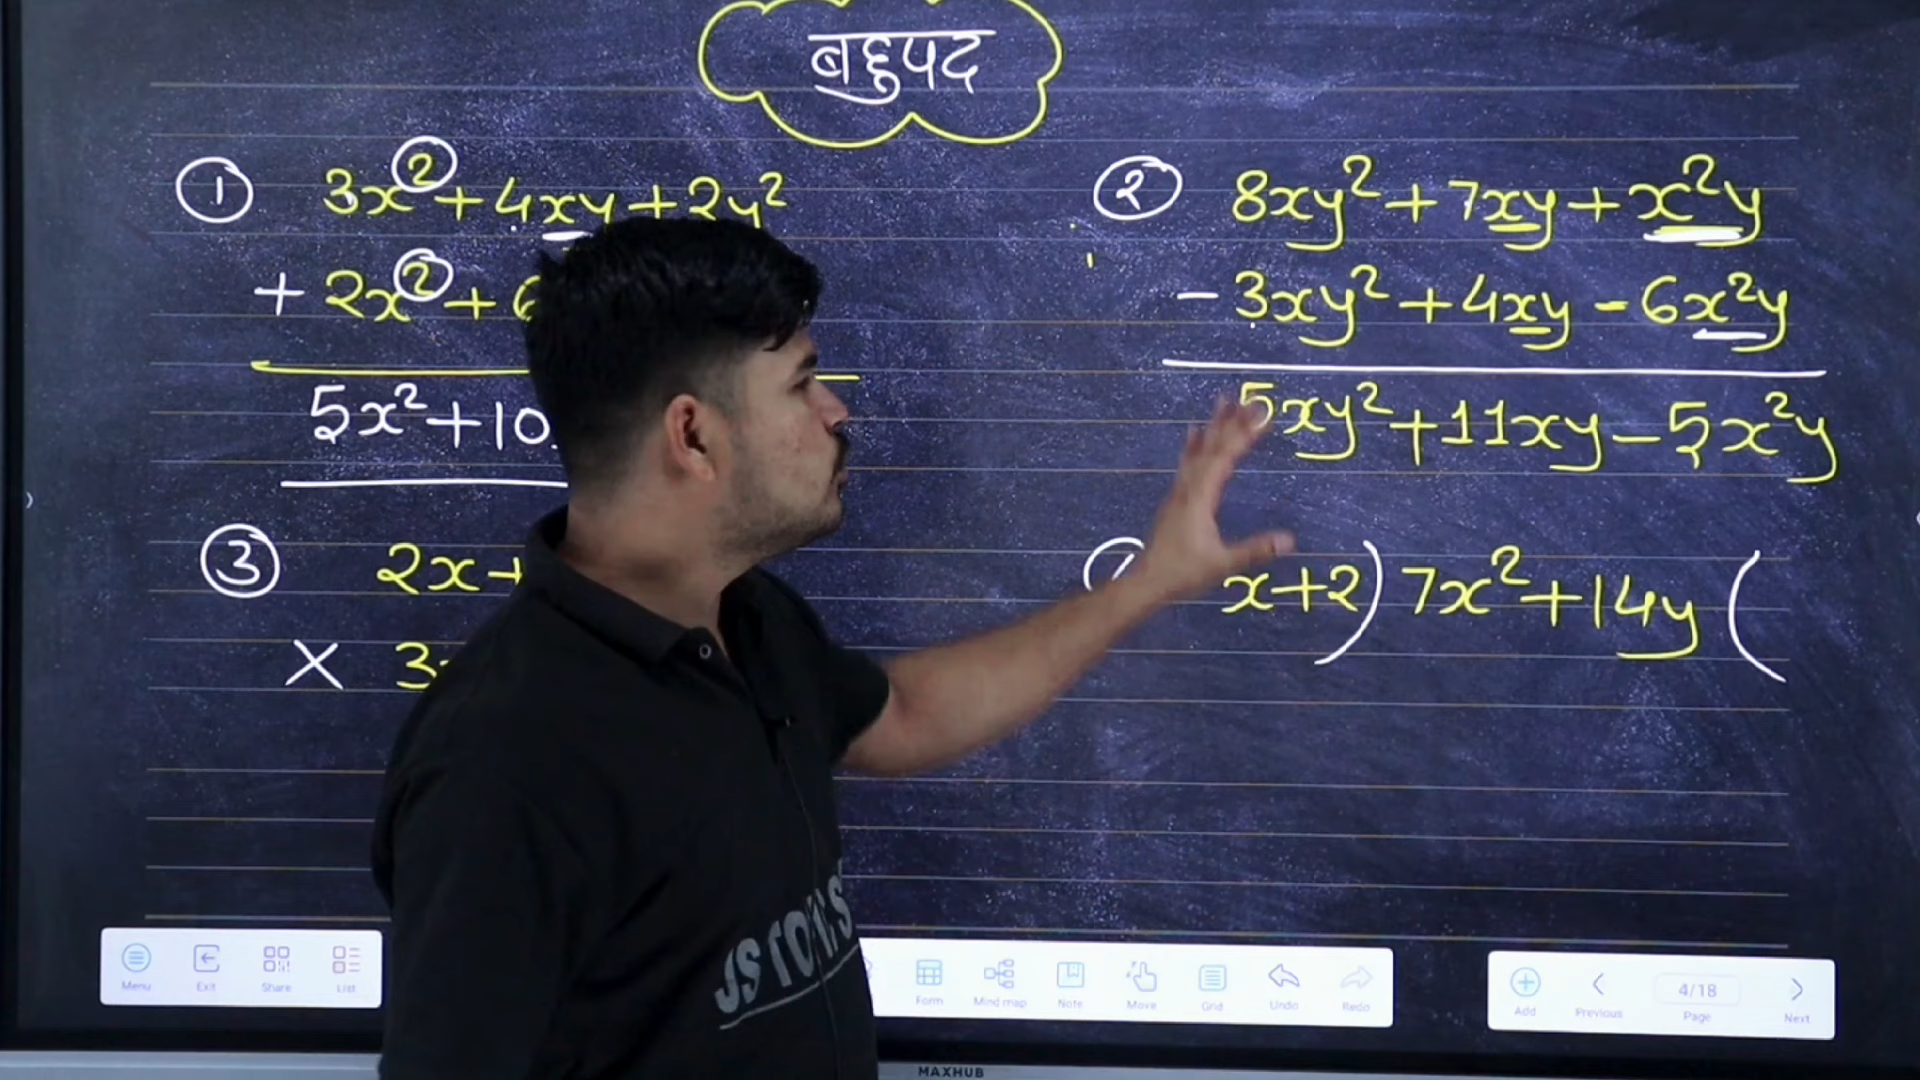 बहुपद
① 3x² + 4xy + 2y²
+ 2x² + 6
5x² + 10
③ 2x +
× 3
② 8xy² + 7xy + x²y
- 3xy² + 4xy - 6x²y
5xy² + 11xy - 5x²y
x+2) 7x² + 14y (
Menu Exit Share List
Form Mind map Note Move Grid Undo Redo
Add Previous 4/18 Page Next
MAXHUB